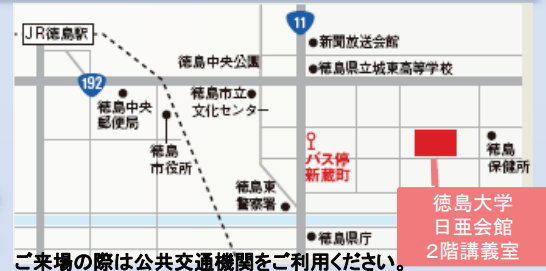 JR徳島駅
11
新聞放送会館
徳島中央公園
徳島県立城東高等学校
192
徳島中央
郵便局
徳島市立
文化センター
徳島
市役所
バス停
新蔵町
徳島
保健所
徳島東
警察署
徳島大学
日亜会館
2階講義室
徳島県庁
ご来場の際は公共交通機関をご利用ください。